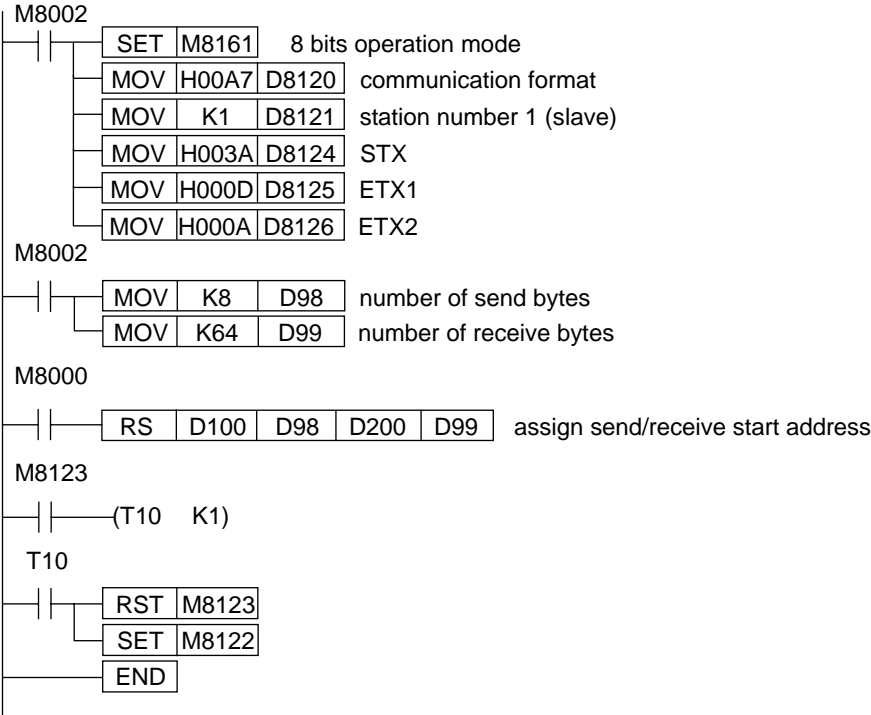 M8002
SET M8161 8 bits operation mode
MOV H00A7 D8120 communication format
MOV K1 D8121 station number 1 (slave)
MOV H003A D8124 STX
MOV H000D D8125 ETX1
MOV H000A D8126 ETX2
M8002
MOV K8 D98 number of send bytes
MOV K64 D99 number of receive bytes
M8000
RS D100 D98 D200 D99 assign send/receive start address
M8123
(T10 K1)
T10
RST M8123
SET M8122
END